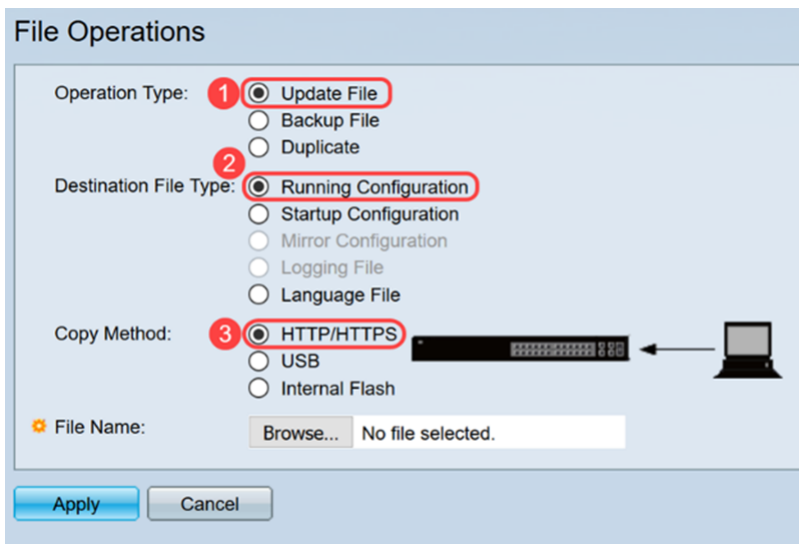 File Operations
Operation Type: 1 Update File
Backup File
Duplicate
2
Destination File Type: Running Configuration
Startup Configuration
Mirror Configuration
Logging File
Language File
Copy Method: 3 HTTP/HTTPS
USB
Internal Flash
File Name: Browse... No file selected.
Apply Cancel